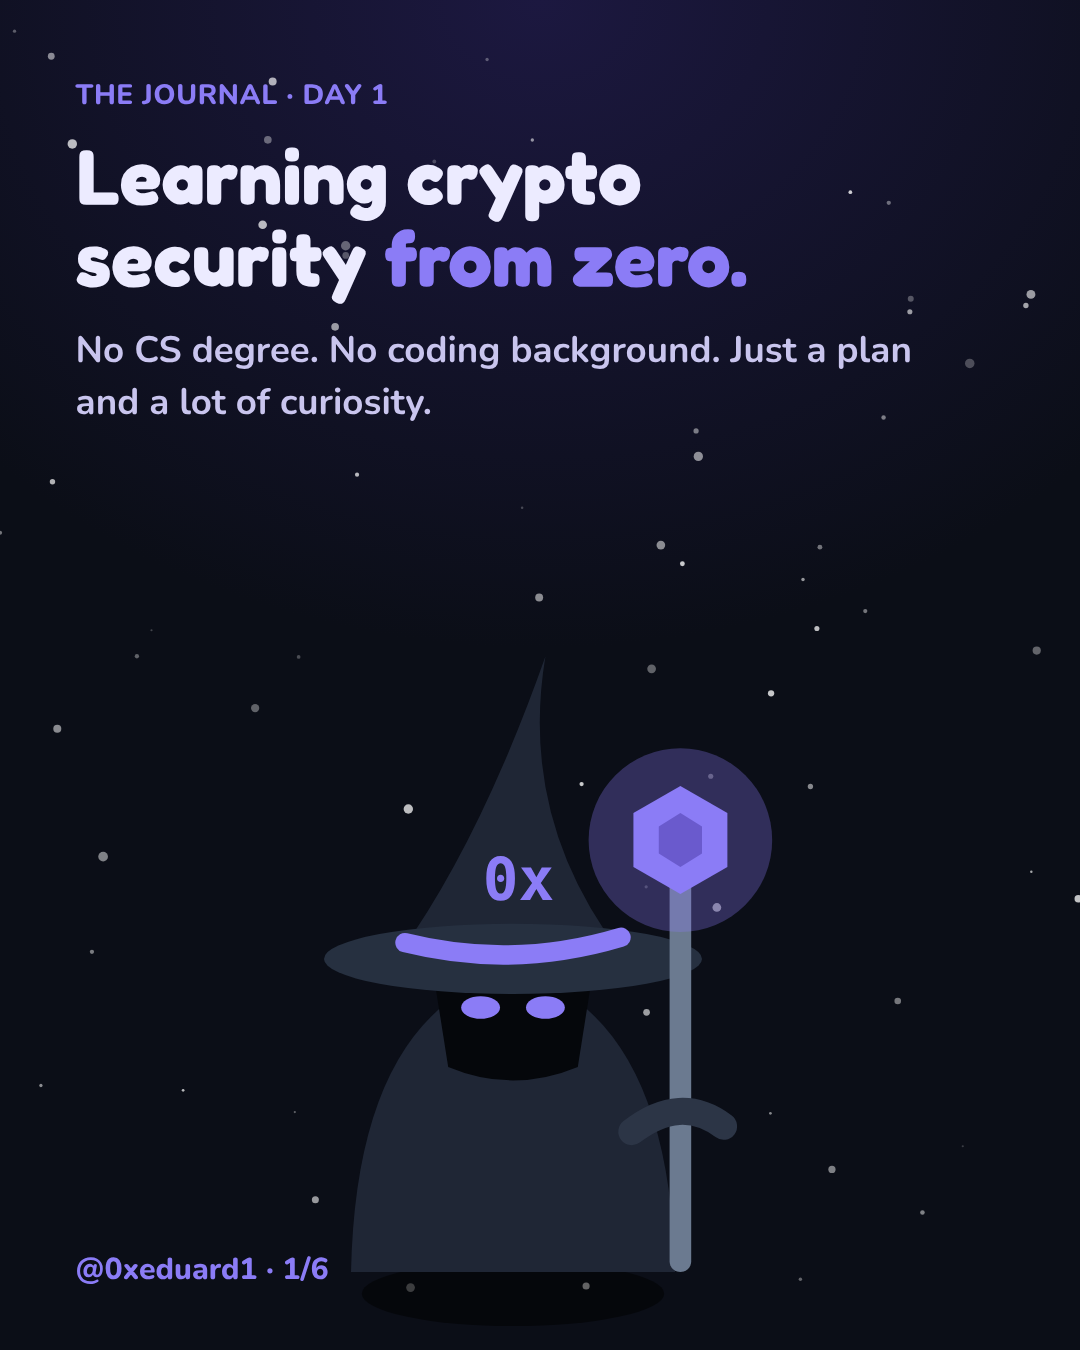 THE JOURNAL · DAY 1
Learning crypto
security from zero.
No CS degree. No coding background. Just a plan
and a lot of curiosity.
0x
@0xeduard1 · 1/6